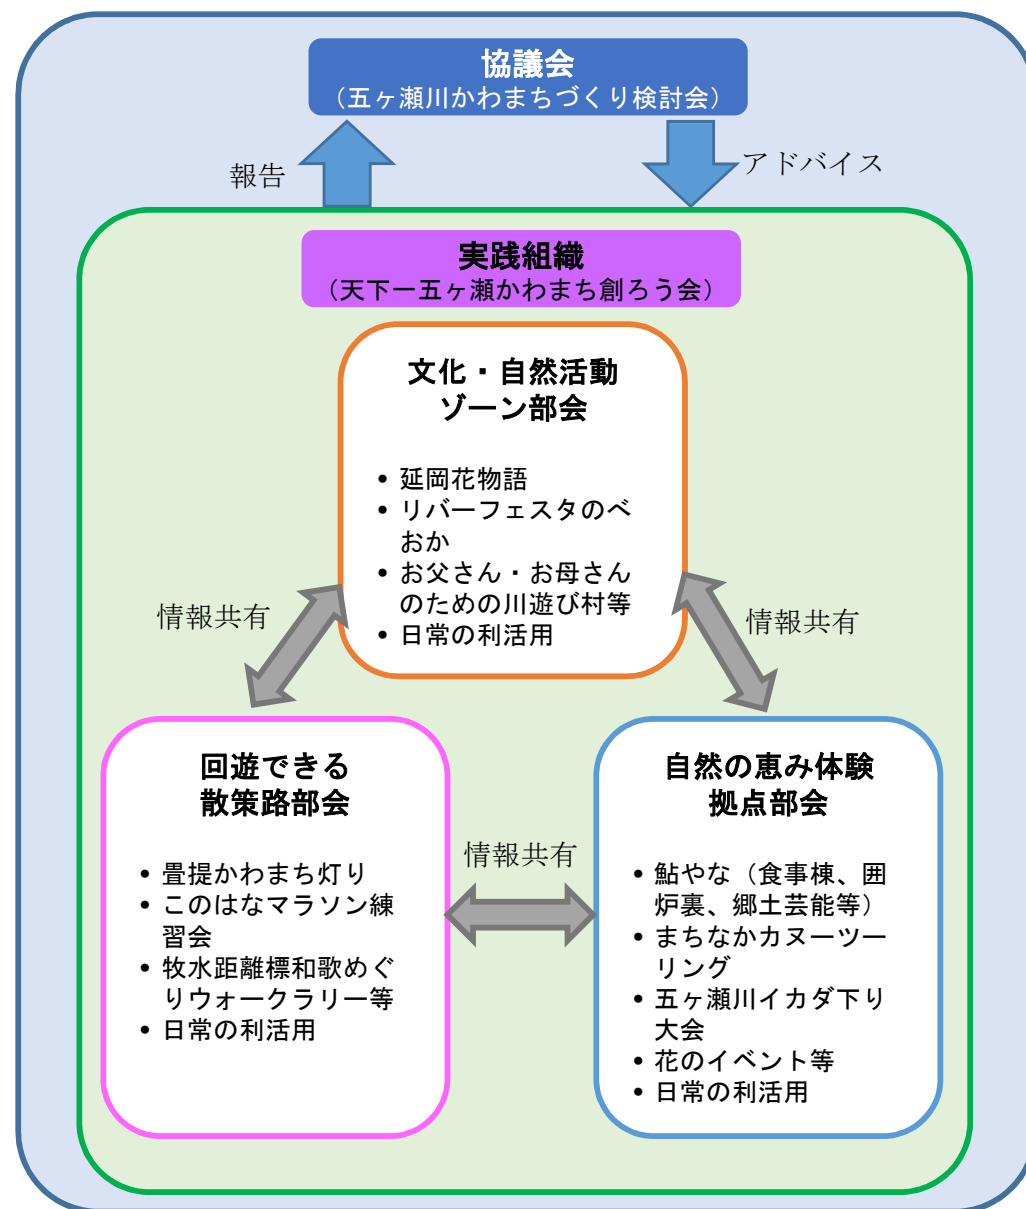 協議会
（五ヶ瀬川かわまちづくり検討会）
報告
アドバイス
実践組織
（天下一五ヶ瀬かわまち創ろう会）
文化・自然活動
ゾーン部会
• 延岡花物語
• リバーフェスタのべ
おか
• お父さん・お母さん
のための川遊び村等
• 日常の利活用
情報共有
情報共有
回遊できる
散策路部会
• 畳提かわまち灯り
• このはなマラソン練
習会
• 牧水距離標和歌めぐ
りウォークラリー等
• 日常の利活用
情報共有
自然の恵み体験
拠点部会
• 鮎やな（食事棟、囲
炉裏、郷土芸能等）
• まちなかカヌーツー
リング
• 五ヶ瀬川イカダ下り
大会
• 花のイベント等
• 日常の利活用